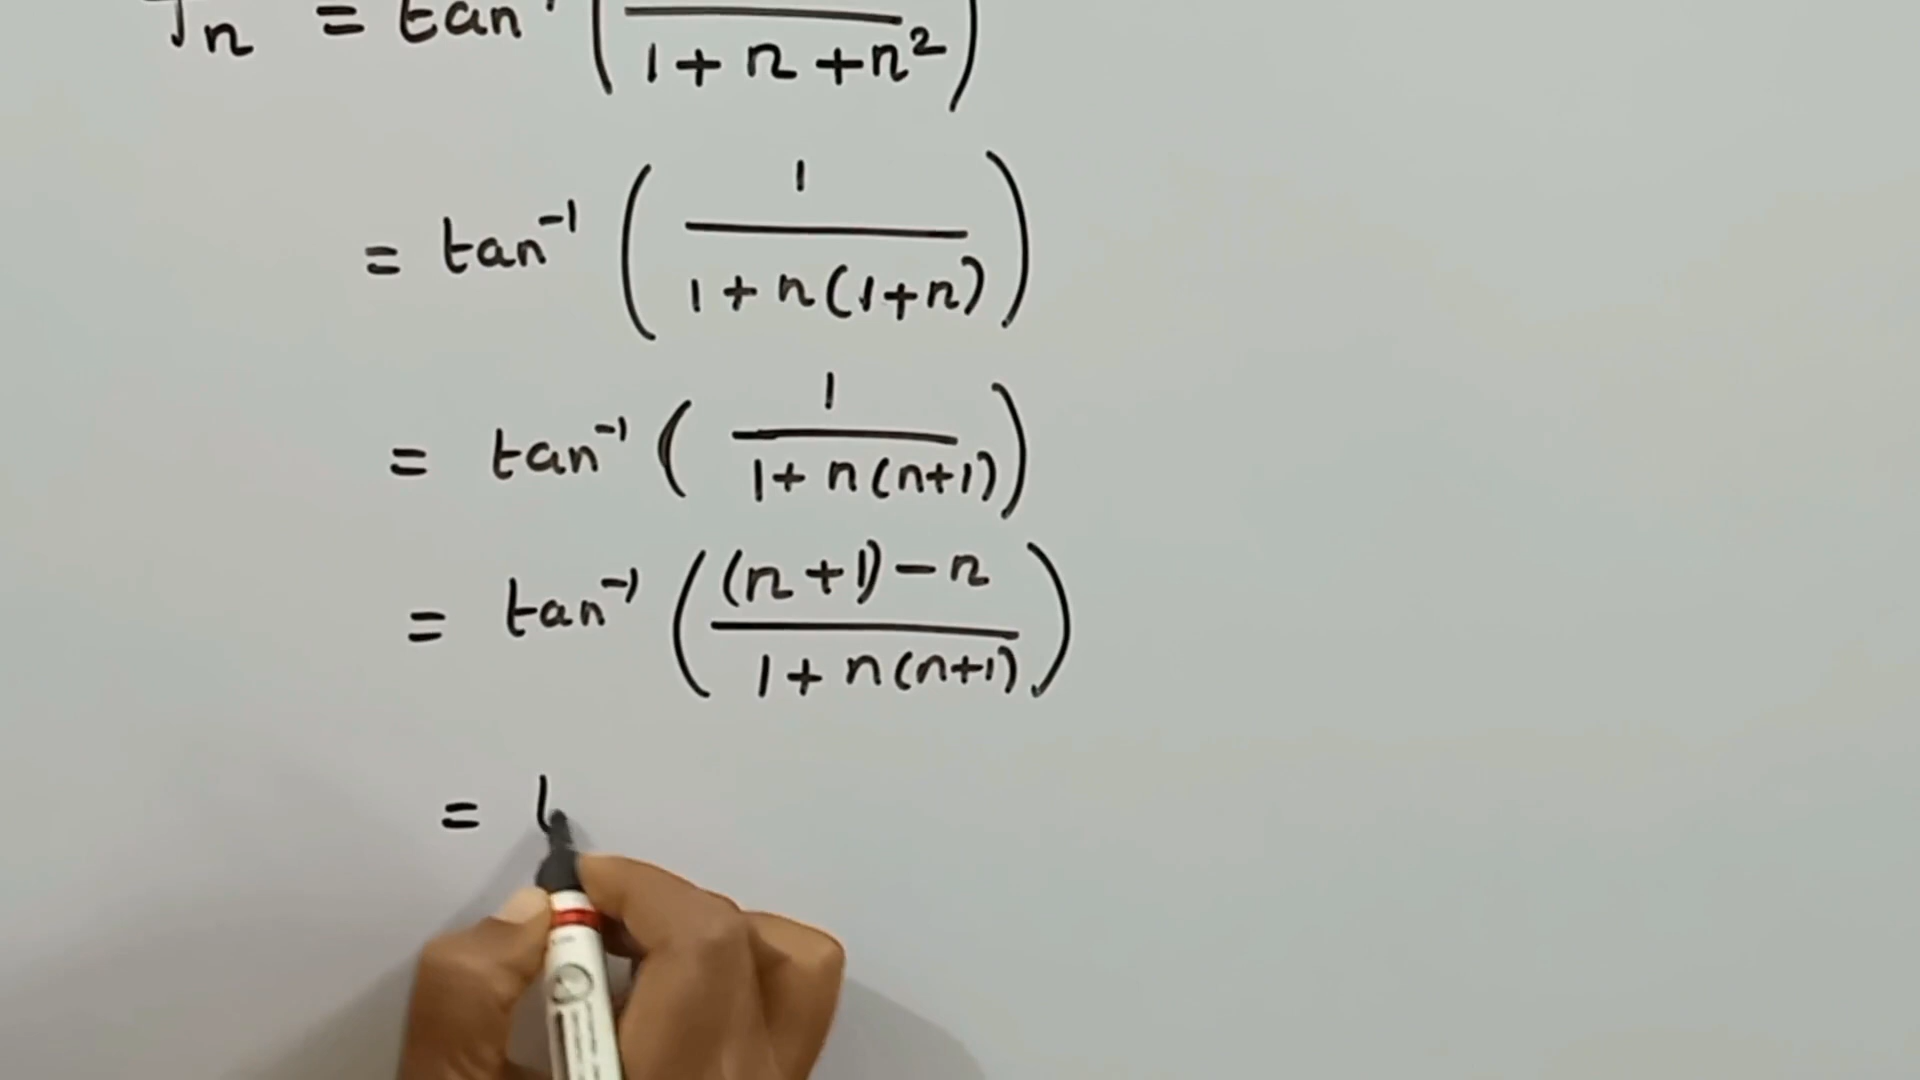 Tn = tan⁻¹ ( / 1 + n + n²)
= tan⁻¹ (1 / 1 + n(1+n))
= tan⁻¹ (1 / 1 + n(n+1))
= tan⁻¹ ((n+1) - n / 1 + n(n+1))
=